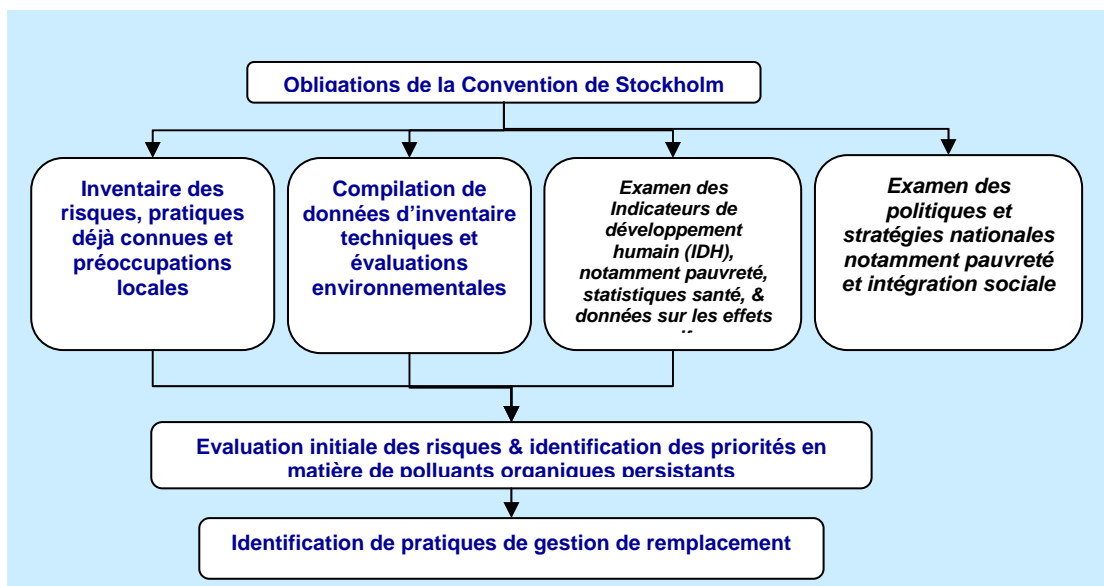 Obligations de la Convention de Stockholm
Inventaire des
risques, pratiques
déjà connues et
préoccupations
locales
Compilation de
données d’inventaire
techniques et
évaluations
environnementales
Examen des
Indicateurs de
développement
humain (IDH),
notamment pauvreté,
statistiques santé, &
données sur les effets
Examen des
politiques et
stratégies nationales
notamment pauvreté
et intégration sociale
Evaluation initiale des risques & identification des priorités en
matière de polluants organiques persistants
Identification de pratiques de gestion de remplacement